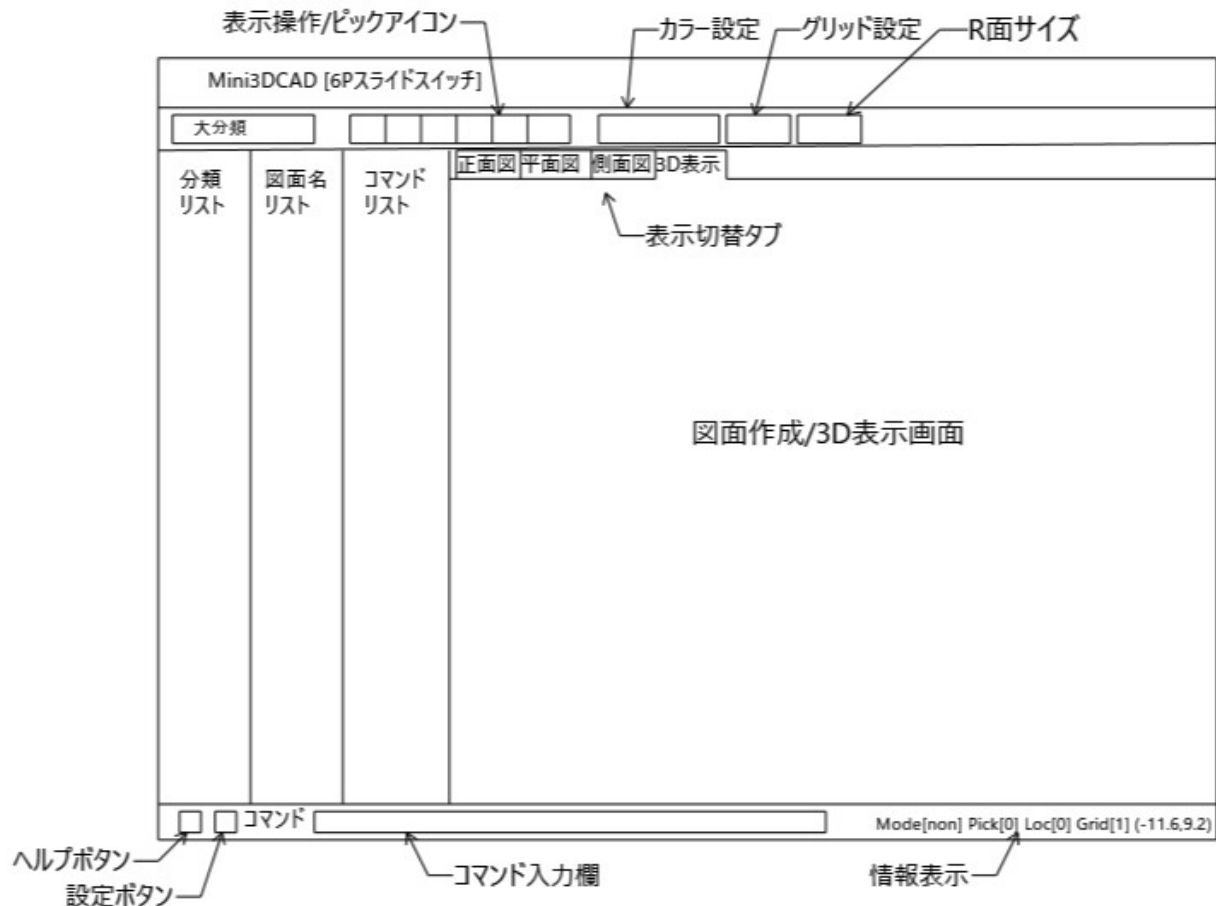 表示操作/ピックアイコン
カラー設定
グリッド設定
R面サイズ
Mini3DCAD [6Pスライドスイッチ]
大分類
正面図 平面図 側面図 3D表示
分類
リスト
図面名
リスト
コマンド
リスト
表示切替タブ
図面作成/3D表示画面
コマンド
Mode[non] Pick[0] Loc[0] Grid[1] (-11.6,9.2)
ヘルプボタン
設定ボタン
コマンド入力欄
情報表示